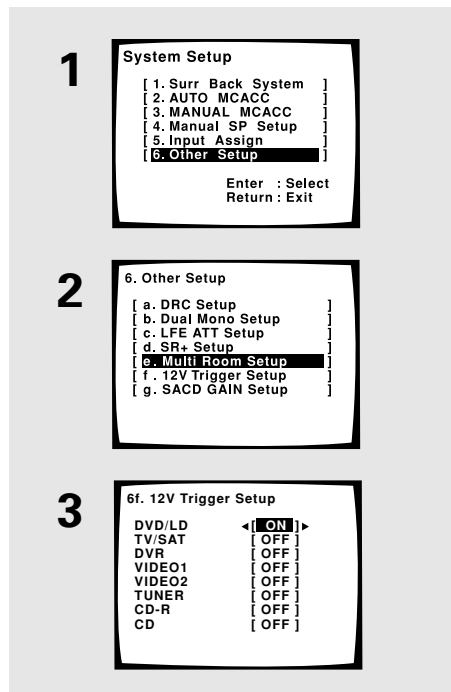 1
System Setup
[ 1. Surr Back System ]
[ 2. AUTO MCACC ]
[ 3. MANUAL MCACC ]
[ 4. Manual SP Setup ]
[ 5. Input Assign ]
[ 6. Other Setup ]
Enter : Select
Return : Exit
2
6. Other Setup
[ a. DRC Setup ]
[ b. Dual Mono Setup ]
[ c. LFE ATT Setup ]
[ d. SR+ Setup ]
[ e. Multi Room Setup ]
[ f . 12V Trigger Setup ]
[ g. SACD GAIN Setup ]
3
6f. 12V Trigger Setup
DVD/LD ◂[ ON ]▸
TV/SAT [ OFF ]
DVR [ OFF ]
VIDEO1 [ OFF ]
VIDEO2 [ OFF ]
TUNER [ OFF ]
CD-R [ OFF ]
CD [ OFF ]